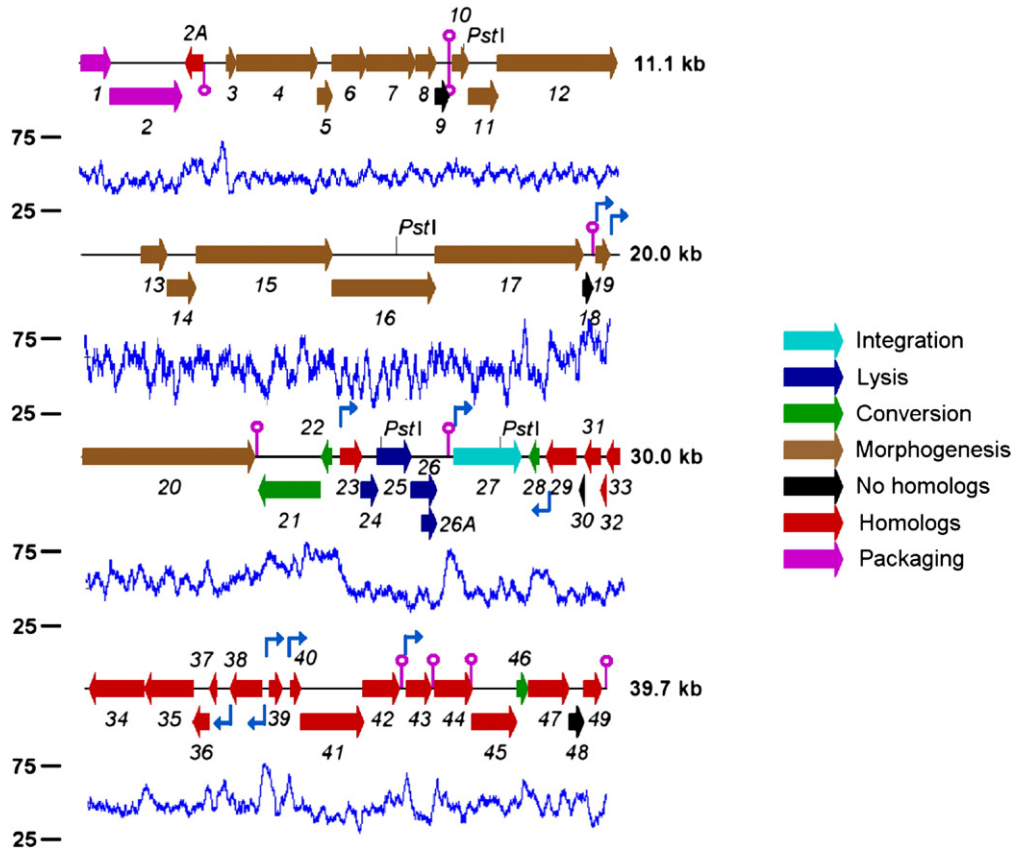 10
2A PstI
11.1 kb
1 3 4 6 7 8 9 11 12
2 5
75
25
PstI
20.0 kb
13 15 17 19
14 16 18
75
25
22 PstI 26 PstI 31
30.0 kb
20 23 25 27 28 29 33
21 24 26A 30 32
75
25
37 38 40 46
39.7 kb
34 35 39 42 43 44 47 49
36 41 45 48
75
25
Integration
Lysis
Conversion
Morphogenesis
No homologs
Homologs
Packaging